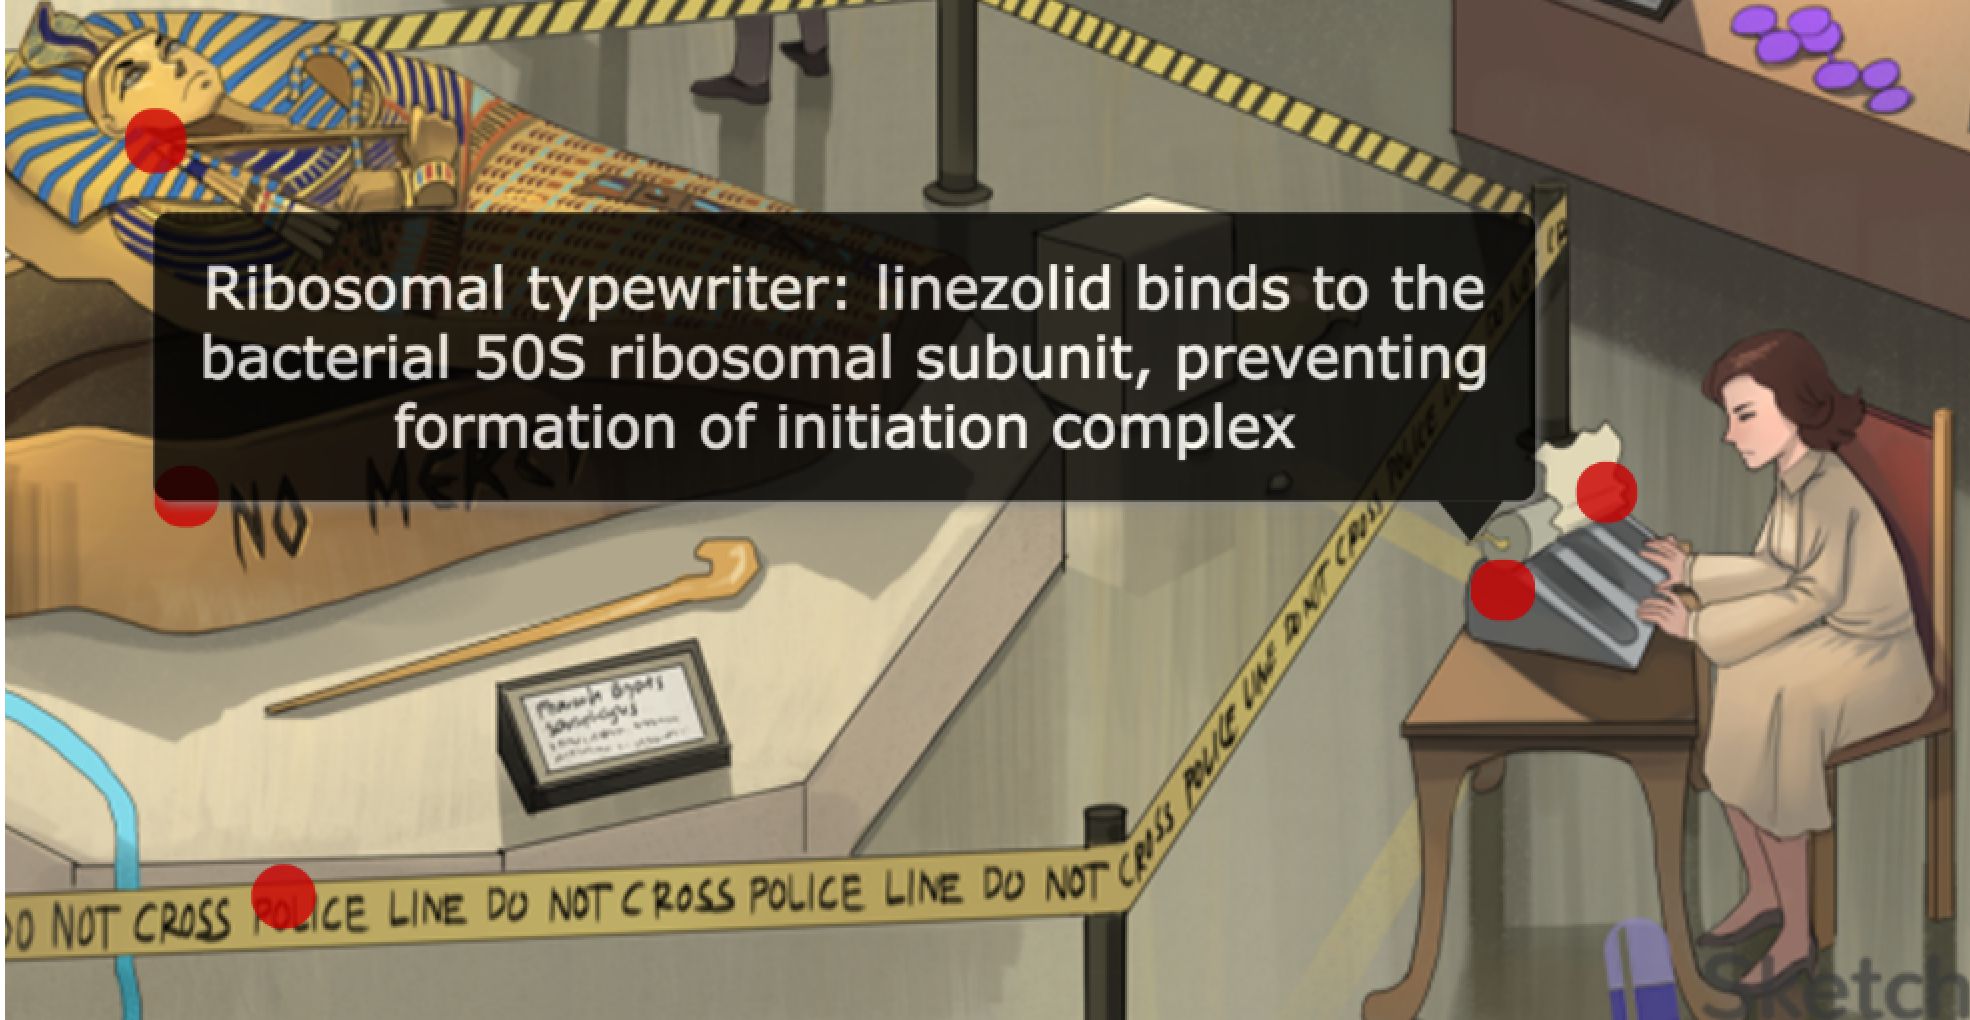 Ribosomal typewriter: linezolid binds to the
bacterial 50S ribosomal subunit, preventing
formation of initiation complex
NO MERCY
DO NOT CROSS POLICE LINE DO NOT CROSS POLICE LINE DO NOT CROSS POLICE LINE DO NOT CROSS POLICE
Sketch